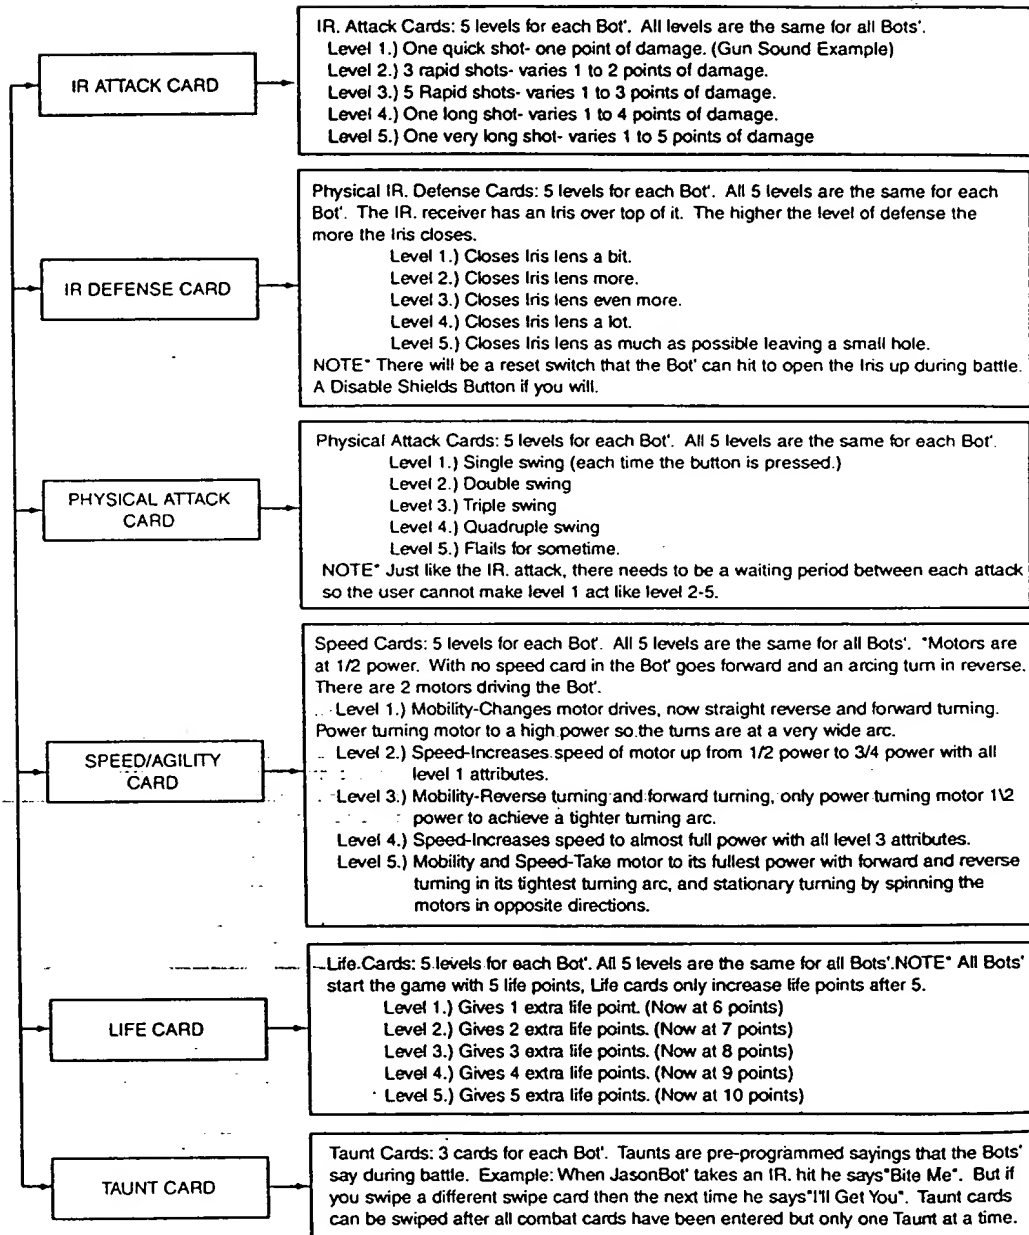 IR. Attack Cards: 5 levels for each Bot'. All levels are the same for all Bots'.
Level 1.) One quick shot- one point of damage. (Gun Sound Example)
Level 2.) 3 rapid shots- varies 1 to 2 points of damage.
Level 3.) 5 Rapid shots- varies 1 to 3 points of damage.
Level 4.) One long shot- varies 1 to 4 points of damage.
Level 5.) One very long shot- varies 1 to 5 points of damage
IR ATTACK CARD
Physical IR. Defense Cards: 5 levels for each Bot'. All 5 levels are the same for each
Bot'. The IR. receiver has an Iris over top of it. The higher the level of defense the
more the Iris closes.
Level 1.) Closes Iris lens a bit.
Level 2.) Closes Iris lens more.
Level 3.) Closes Iris lens even more.
Level 4.) Closes Iris lens a lot.
Level 5.) Closes Iris lens as much as possible leaving a small hole.
NOTE* There will be a reset switch that the Bot' can hit to open the Iris up during battle.
A Disable Shields Button if you will.
IR DEFENSE CARD
Physical Attack Cards: 5 levels for each Bot'. All 5 levels are the same for each Bot'.
Level 1.) Single swing (each time the button is pressed.)
Level 2.) Double swing
Level 3.) Triple swing
Level 4.) Quadruple swing
Level 5.) Flails for sometime.
NOTE* Just like the IR. attack, there needs to be a waiting period between each attack
so the user cannot make level 1 act like level 2-5.
PHYSICAL ATTACK
CARD
Speed Cards: 5 levels for each Bot'. All 5 levels are the same for all Bots'. *Motors are
at 1/2 power. With no speed card in the Bot' goes forward and an arcing turn in reverse.
There are 2 motors driving the Bot'.
Level 1.) Mobility-Changes motor drives, now straight reverse and forward turning.
Power turning motor to a high power so the turns are at a very wide arc.
Level 2.) Speed-Increases speed of motor up from 1/2 power to 3/4 power with all
level 1 attributes.
Level 3.) Mobility-Reverse turning and forward turning, only power turning motor 1\2
power to achieve a tighter turning arc.
Level 4.) Speed-Increases speed to almost full power with all level 3 attributes.
Level 5.) Mobility and Speed-Take motor to its fullest power with forward and reverse
turning in its tightest turning arc, and stationary turning by spinning the
motors in opposite directions.
SPEED/AGILITY
CARD
Life Cards: 5 levels for each Bot'. All 5 levels are the same for all Bots'.NOTE* All Bots'
start the game with 5 life points, Life cards only increase life points after 5.
Level 1.) Gives 1 extra life point. (Now at 6 points)
Level 2.) Gives 2 extra life points. (Now at 7 points)
Level 3.) Gives 3 extra life points. (Now at 8 points)
Level 4.) Gives 4 extra life points. (Now at 9 points)
Level 5.) Gives 5 extra life points. (Now at 10 points)
LIFE CARD
Taunt Cards: 3 cards for each Bot'. Taunts are pre-programmed sayings that the Bots'
say during battle. Example: When JasonBot' takes an IR. hit he says"Bite Me". But if
you swipe a different swipe card then the next time he says"I'll Get You". Taunt cards
can be swiped after all combat cards have been entered but only one Taunt at a time.
TAUNT CARD